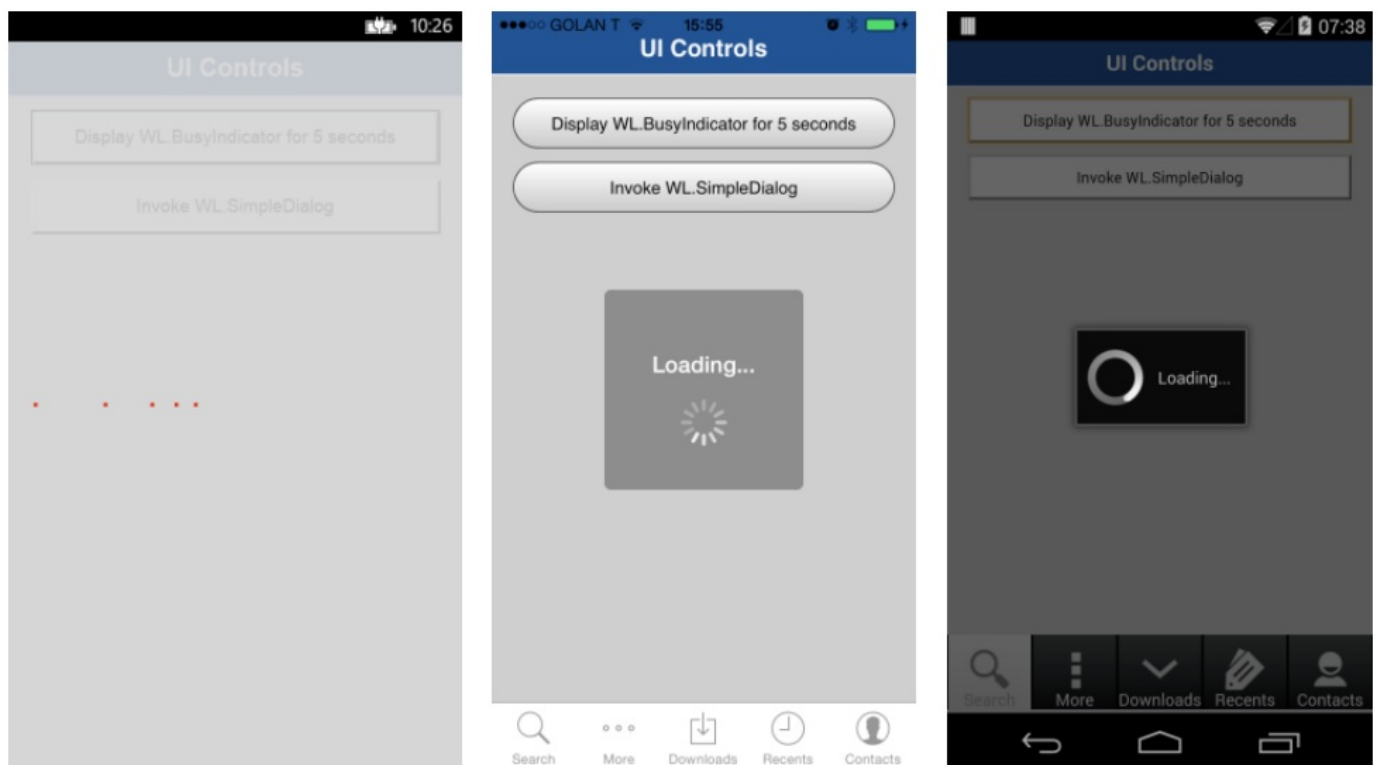 10:26
UI Controls
Display WL.BusyIndicator for 5 seconds
Invoke WL.SimpleDialog
GOLAN T 15:55
UI Controls
Display WL.BusyIndicator for 5 seconds
Invoke WL.SimpleDialog
Loading...
Search More Downloads Recents Contacts
07:38
UI Controls
Display WL.BusyIndicator for 5 seconds
Invoke WL.SimpleDialog
Loading...
Search More Downloads Recents Contacts